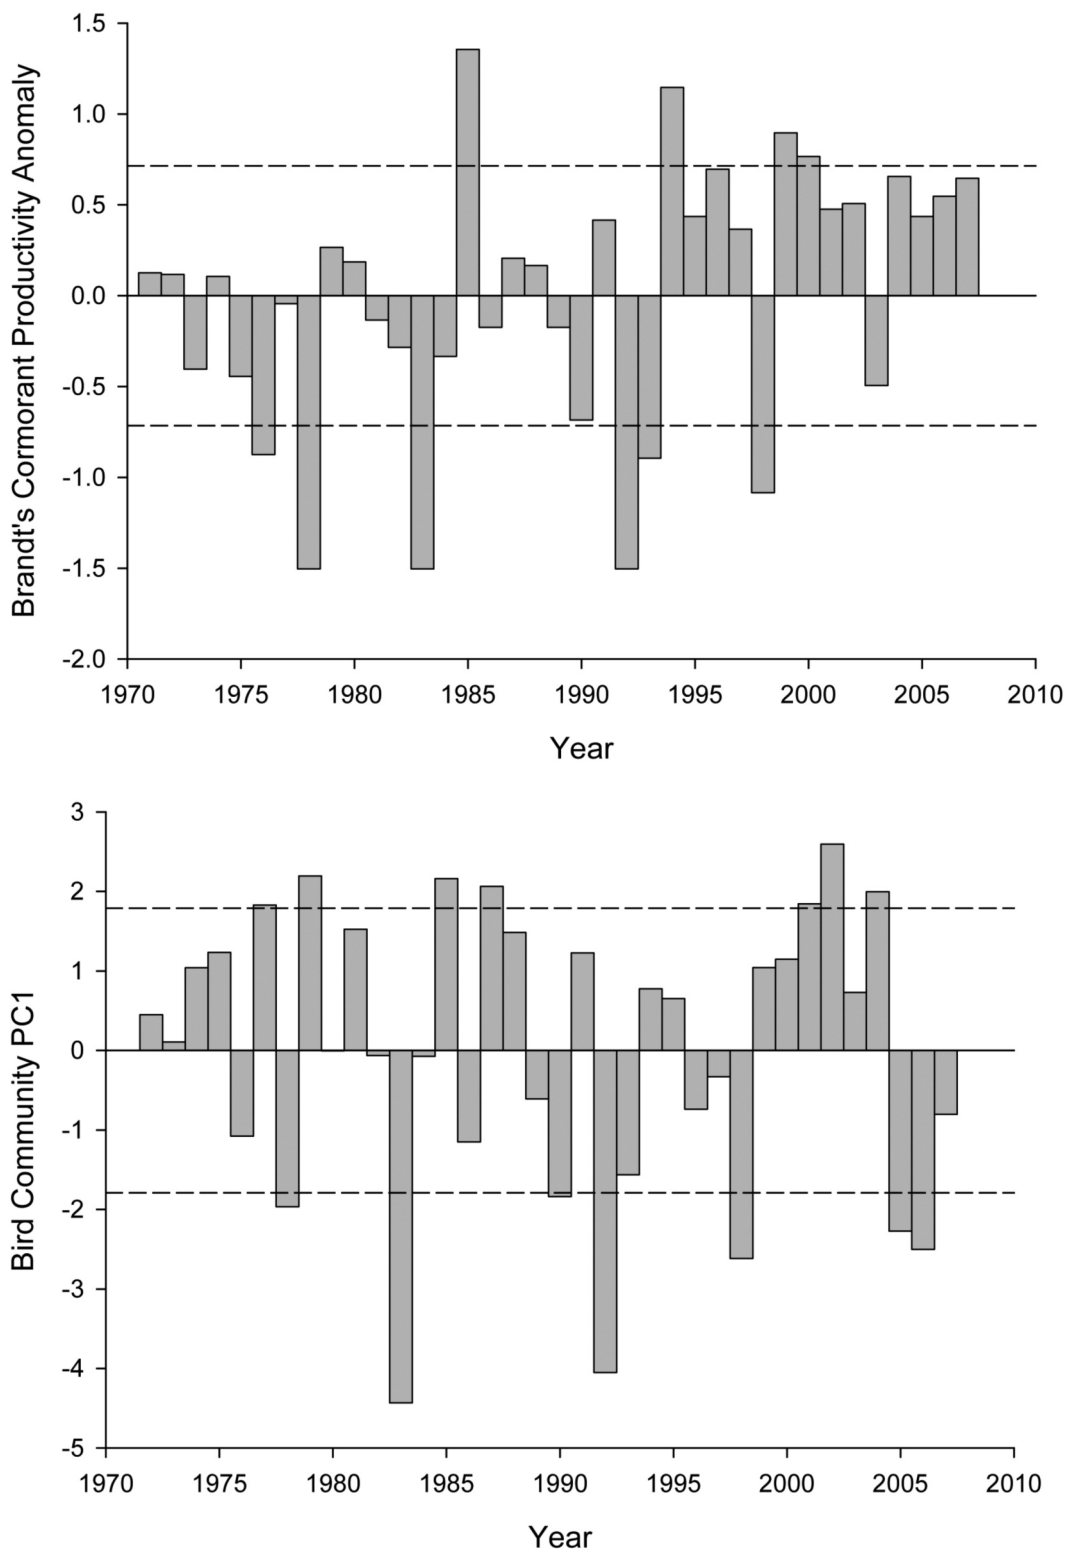 Brandt's Cormorant Productivity Anomaly
1.5
1.0
0.5
0.0
-0.5
-1.0
-1.5
-2.0
1970 1975 1980 1985 1990 1995 2000 2005 2010
Year
Bird Community PC1
3
2
1
0
-1
-2
-3
-4
-5
1970 1975 1980 1985 1990 1995 2000 2005 2010
Year